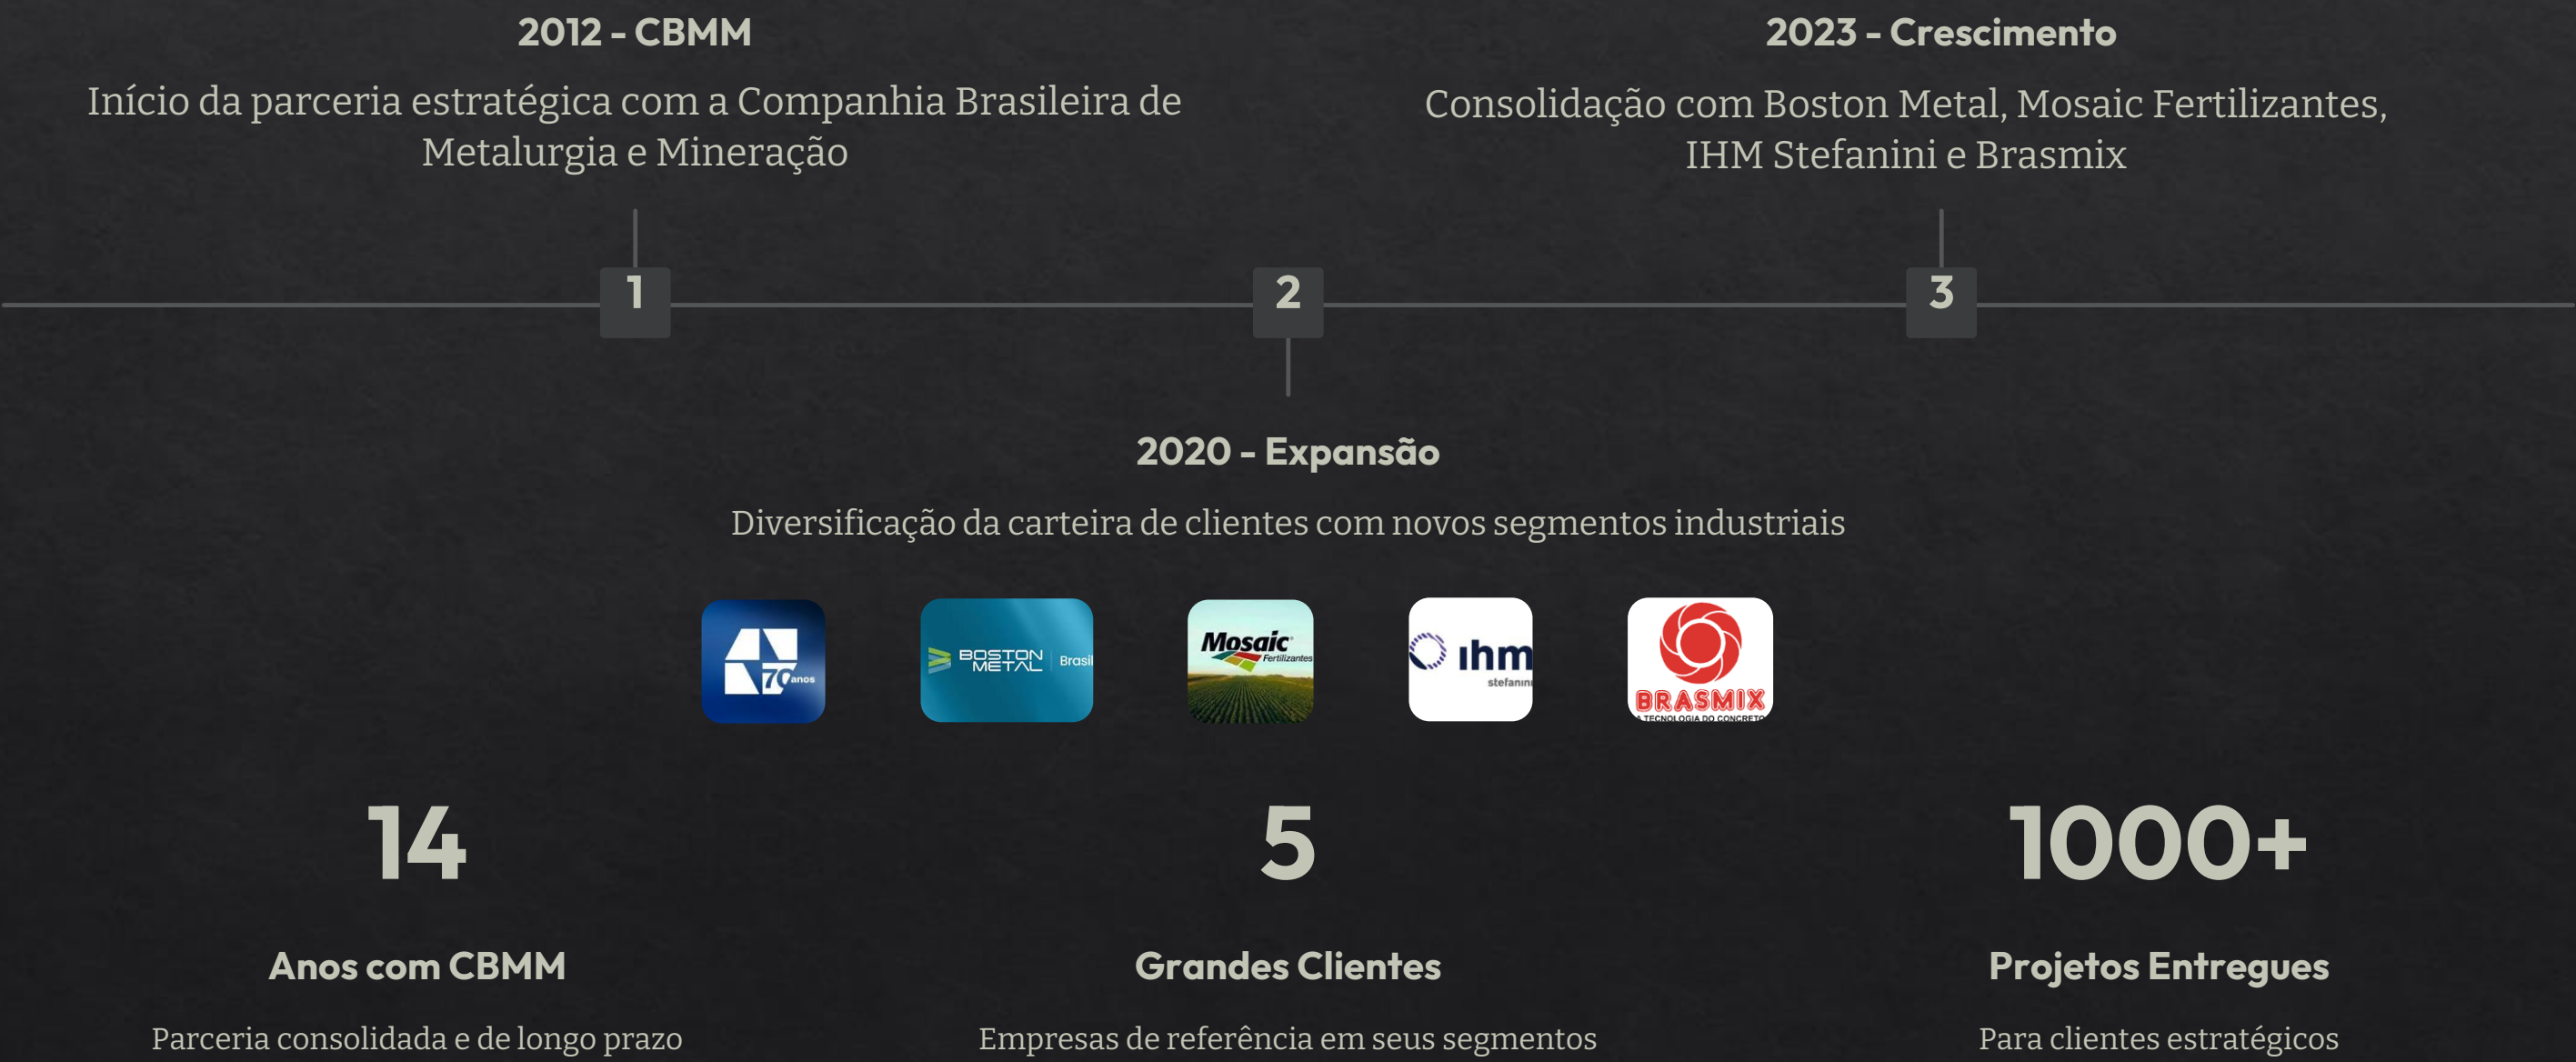 2012 - CBMM
Início da parceria estratégica com a Companhia Brasileira de
Metalurgia e Mineração
2023 - Crescimento
Consolidação com Boston Metal, Mosaic Fertilizantes,
IHM Stefanini e Brasmix
1
2
3
2020 - Expansão
Diversificação da carteira de clientes com novos segmentos industriais
70 anos
BOSTON
METAL
Brasil
Mosaic
Fertilizantes
ihm
stefanini
BRASMIX
A TECNOLOGIA DO CONCRETO
14
Anos com CBMM
Parceria consolidada e de longo prazo
5
Grandes Clientes
Empresas de referência em seus segmentos
1000+
Projetos Entregues
Para clientes estratégicos